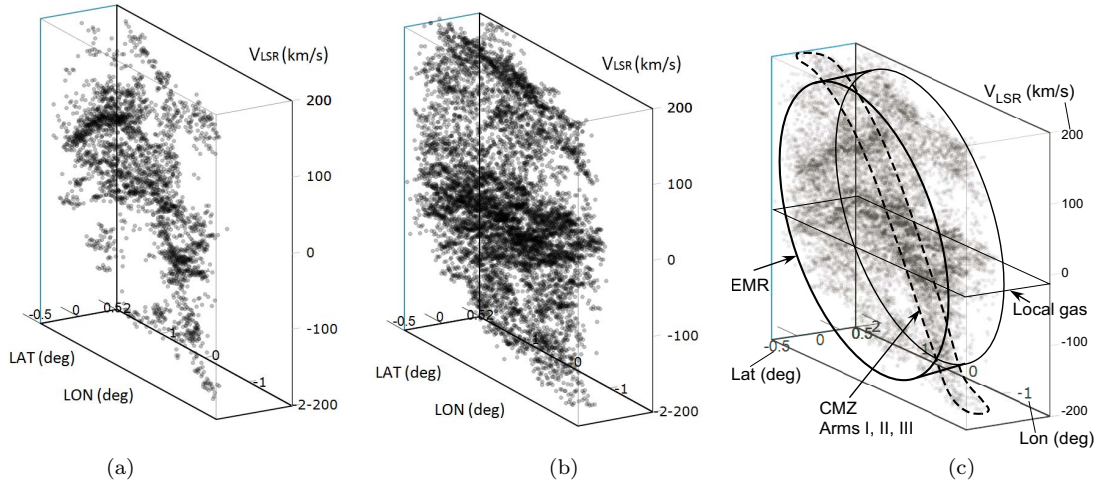 VLSR (km/s)
200
100
0
-100
-2-200
-0.5 0 0.52
1
0
-1
LAT (deg)
LON (deg)
(a)
VLSR (km/s)
200
100
0
-100
-2-200
-0.5 0 0.52
1
0
-1
LAT (deg)
LON (deg)
(b)
VLSR (km/s)
200
100
0
-100
-200
EMR
Local gas
-0.5 0 0.5 2
1
0
-1
Lat (deg)
CMZ
Arms I, II, III
Lon (deg)
(c)